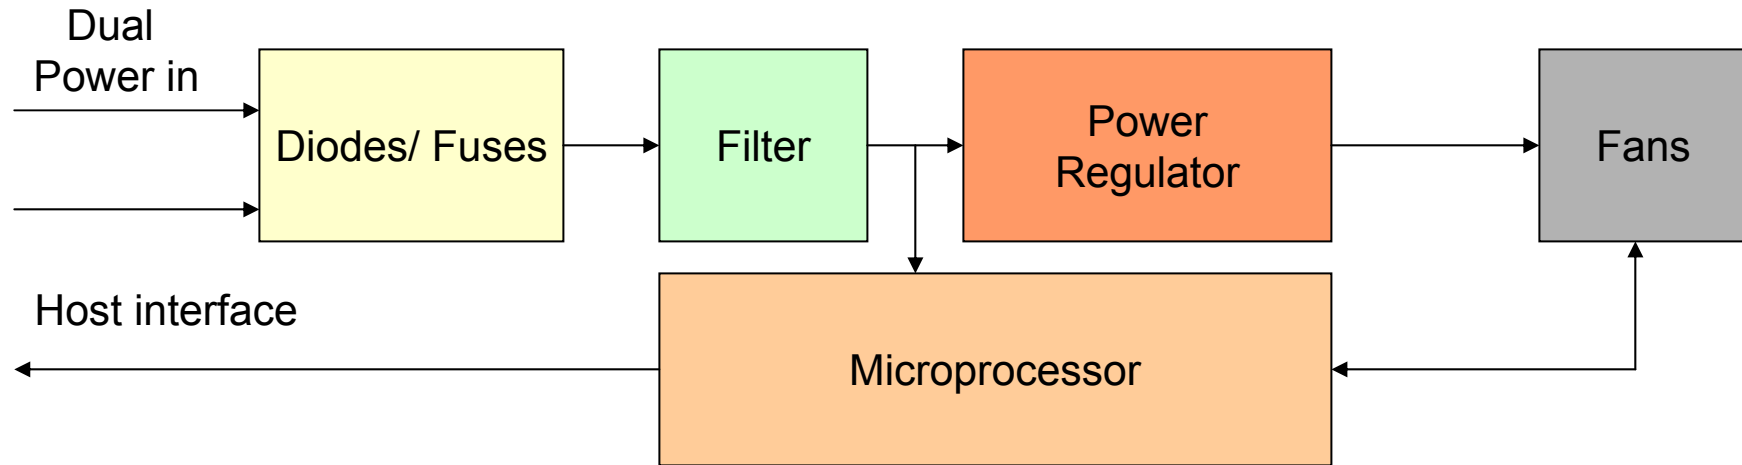 Dual
Power in
Diodes/ Fuses
Filter
Power
Regulator
Fans
Host interface
Microprocessor